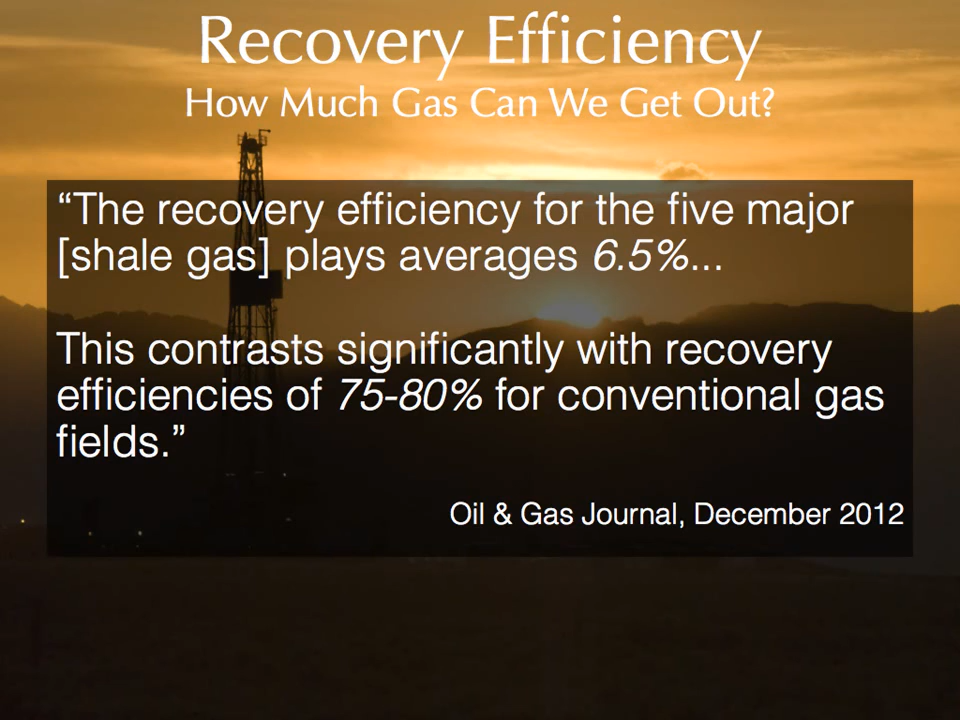 Recovery Efficiency
How Much Gas Can We Get Out?
“The recovery efficiency for the five major
[shale gas] plays averages 6.5%...
This contrasts significantly with recovery
efficiencies of 75-80% for conventional gas
fields.”
Oil & Gas Journal, December 2012